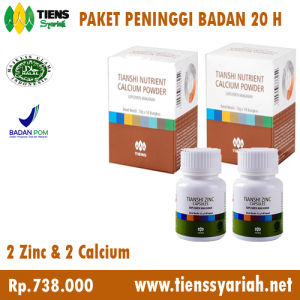 TIENS
Syariah
PAKET PENINGGI BADAN 20 H
HALAL
BADAN POM
TIANSHI NUTRIENT
CALCIUM POWDER
TIENS
TIANSHI NUTRIENT
CALCIUM POWDER
TIENS
TIANSHI ZINC
CAPSULES
TIANSHI ZINC
CAPSULES
2 Zinc & 2 Calcium
Rp.738.000
www.tienssyariah.net